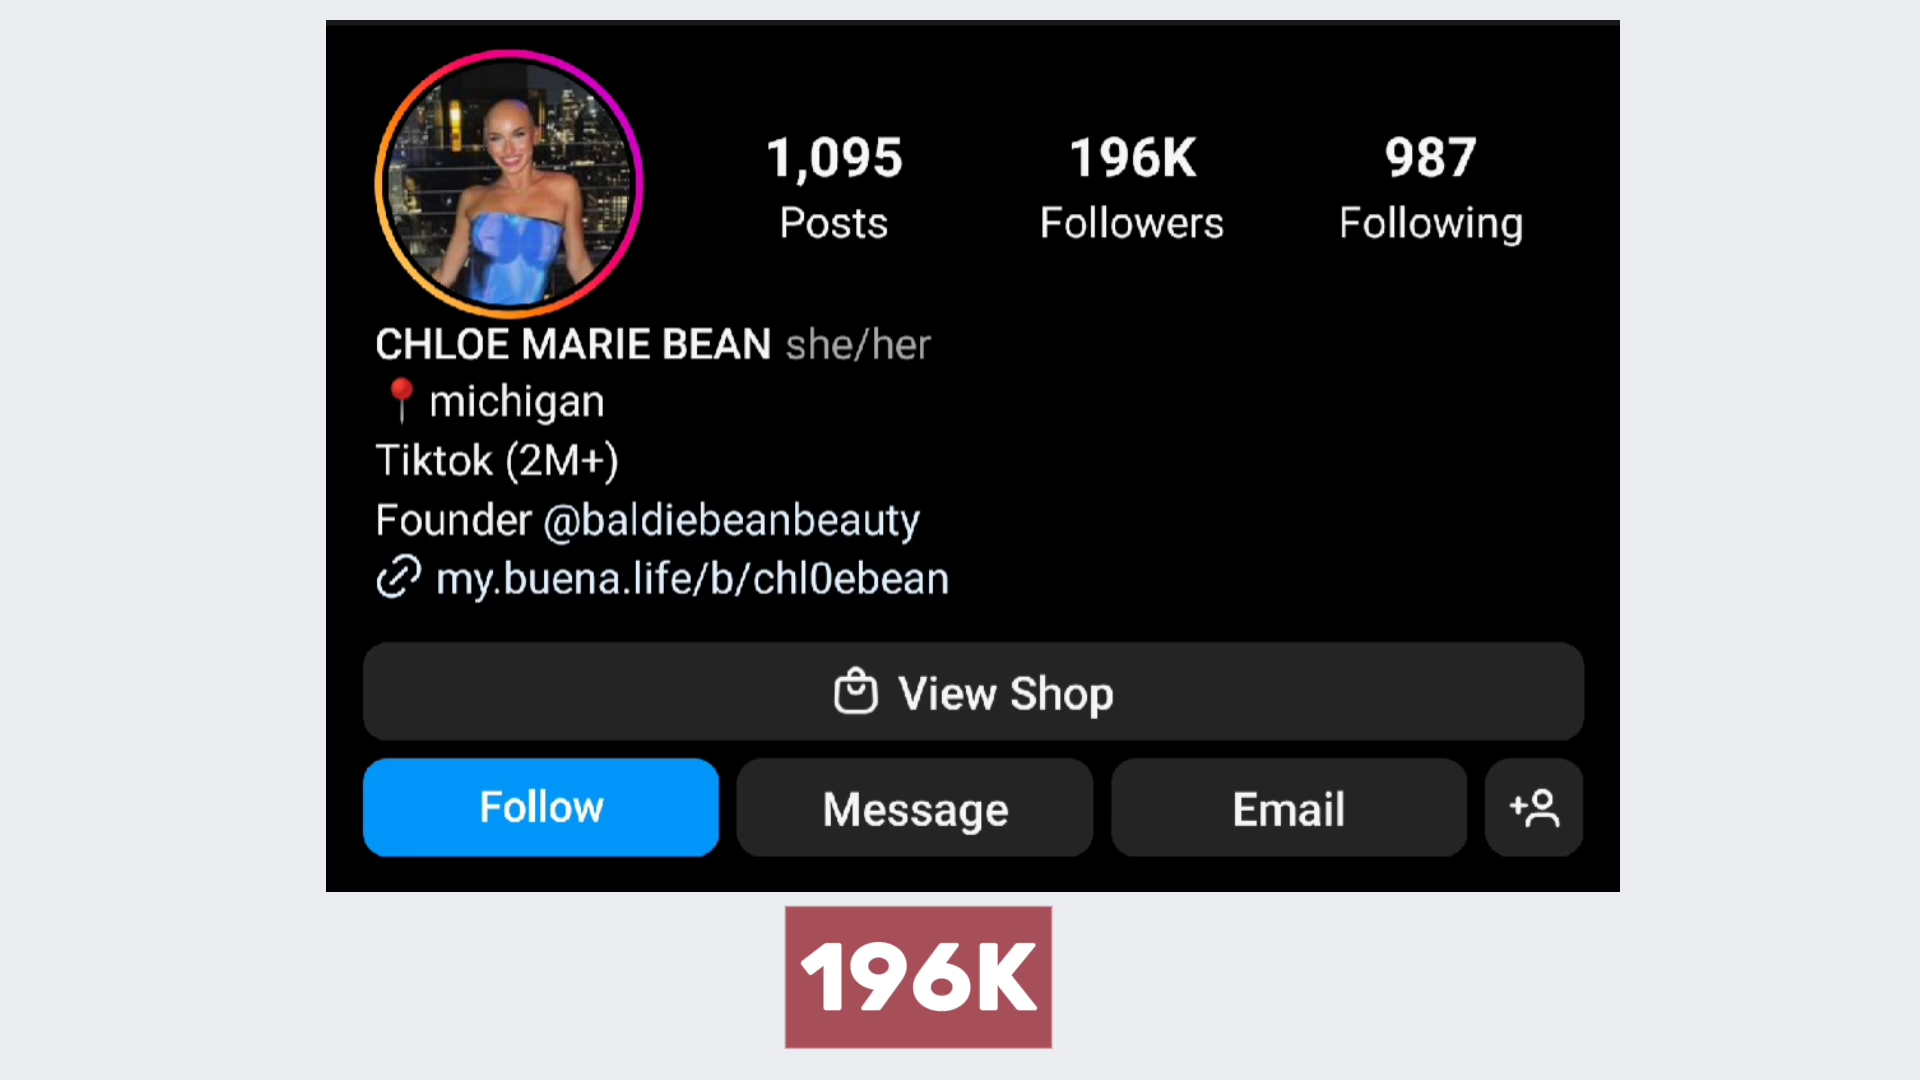 1,095 196K 987
Posts Followers Following
CHLOE MARIE BEAN she/her
📍 michigan
Tiktok (2M+)
Founder @baldiebeanbeauty
my.buena.life/b/chl0ebean
View Shop
Follow Message Email
196K